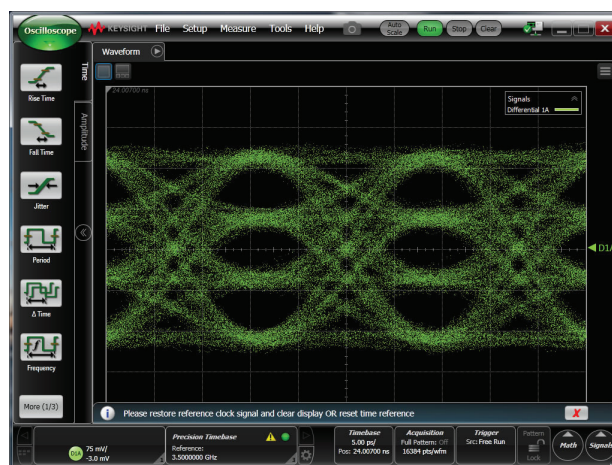 Oscilloscope
KEYSIGHT File Setup Measure Tools Help
Auto Scale
Run
Stop
Clear
Waveform
Time
Amplitude
24.00700 ns
Signals
Differential 1A
Rise Time
Fall Time
Jitter
Period
Δ Time
Frequency
More (1/3)
D1A
Please restore reference clock signal and clear display OR reset time reference
D1A
75 mV/
-3.0 mV
Precision Timebase
Reference:
3.5000000 GHz
Timebase
5.00 ps/
Pos: 24.00700 ns
Acquisition
Full Pattern: Off
16384 pts/wfm
Trigger
Src: Free Run
Pattern
Lock
Math
Signals